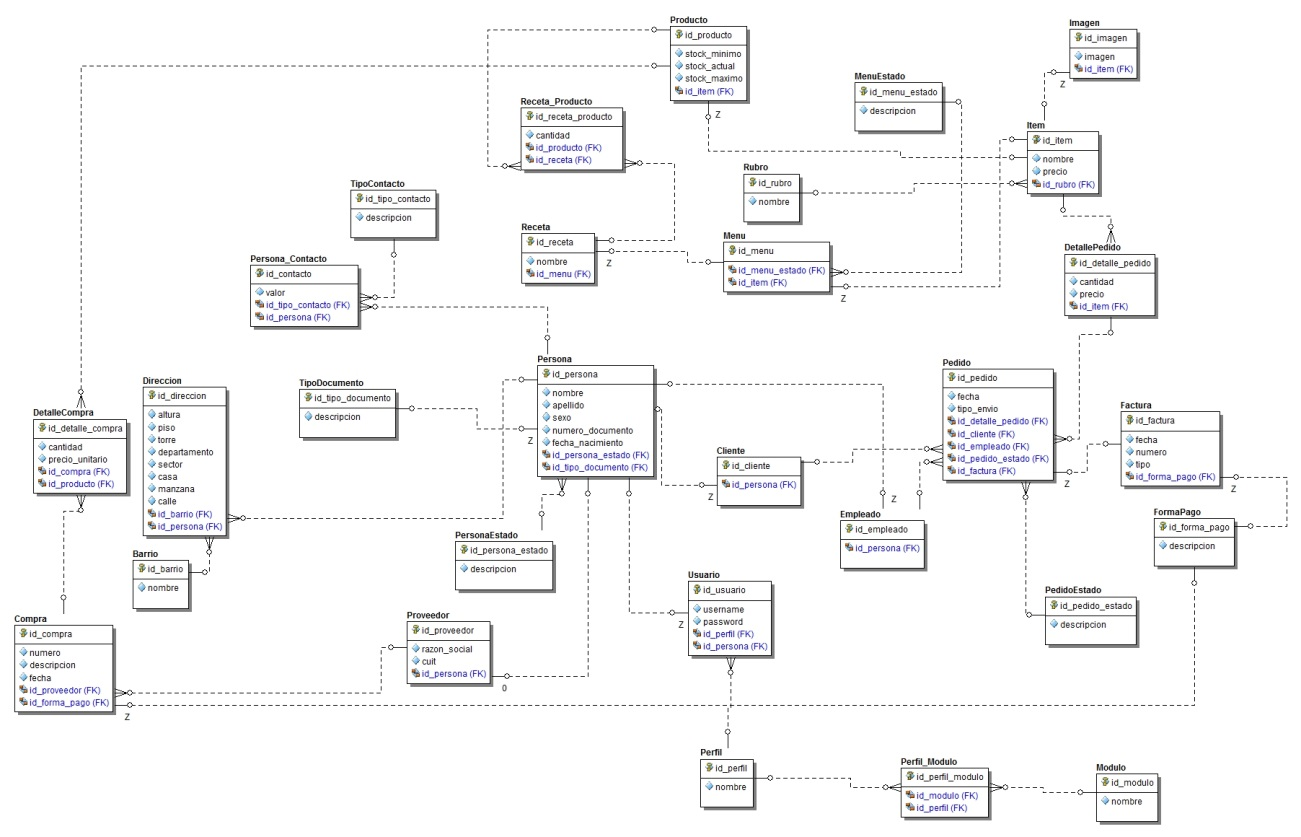 Producto
id_producto
stock_minimo
stock_actual
stock_maximo
id_item (FK)
Z
Imagen
id_imagen
imagen
id_item (FK)
Z
MenuEstado
id_menu_estado
descripcion
Receta_Producto
id_receta_producto
cantidad
id_producto (FK)
id_receta (FK)
Item
id_item
nombre
precio
id_rubro (FK)
Rubro
id_rubro
nombre
TipoContacto
id_tipo_contacto
descripcion
Receta
id_receta
nombre
id_menu (FK)
Z
Menu
id_menu
id_menu_estado (FK)
id_item (FK)
Z
DetallePedido
id_detalle_pedido
cantidad
precio
id_item (FK)
Persona_Contacto
id_contacto
valor
id_tipo_contacto (FK)
id_persona (FK)
Persona
id_persona
nombre
apellido
sexo
numero_documento
fecha_nacimiento
id_persona_estado (FK)
id_tipo_documento (FK)
Z
TipoDocumento
id_tipo_documento
descripcion
Direccion
id_direccion
altura
piso
torre
departamento
sector
casa
manzana
calle
id_barrio (FK)
id_persona (FK)
DetalleCompra
id_detalle_compra
cantidad
precio_unitario
id_compra (FK)
id_producto (FK)
Pedido
id_pedido
fecha
tipo_envio
id_detalle_pedido (FK)
id_cliente (FK)
id_empleado (FK)
id_pedido_estado (FK)
id_factura (FK)
Z
Factura
id_factura
fecha
numero
tipo
id_forma_pago (FK)
Z
Cliente
id_cliente
id_persona (FK)
Z
Z
Empleado
id_empleado
id_persona (FK)
FormaPago
id_forma_pago
descripcion
PersonaEstado
id_persona_estado
descripcion
Barrio
id_barrio
nombre
Usuario
id_usuario
username
password
id_perfil (FK)
id_persona (FK)
Z
PedidoEstado
id_pedido_estado
descripcion
Proveedor
id_proveedor
razon_social
cuit
id_persona (FK)
0
Compra
id_compra
numero
descripcion
fecha
id_proveedor (FK)
id_forma_pago (FK)
Z
Perfil
id_perfil
nombre
Perfil_Modulo
id_perfil_modulo
id_modulo (FK)
id_perfil (FK)
Modulo
id_modulo
nombre